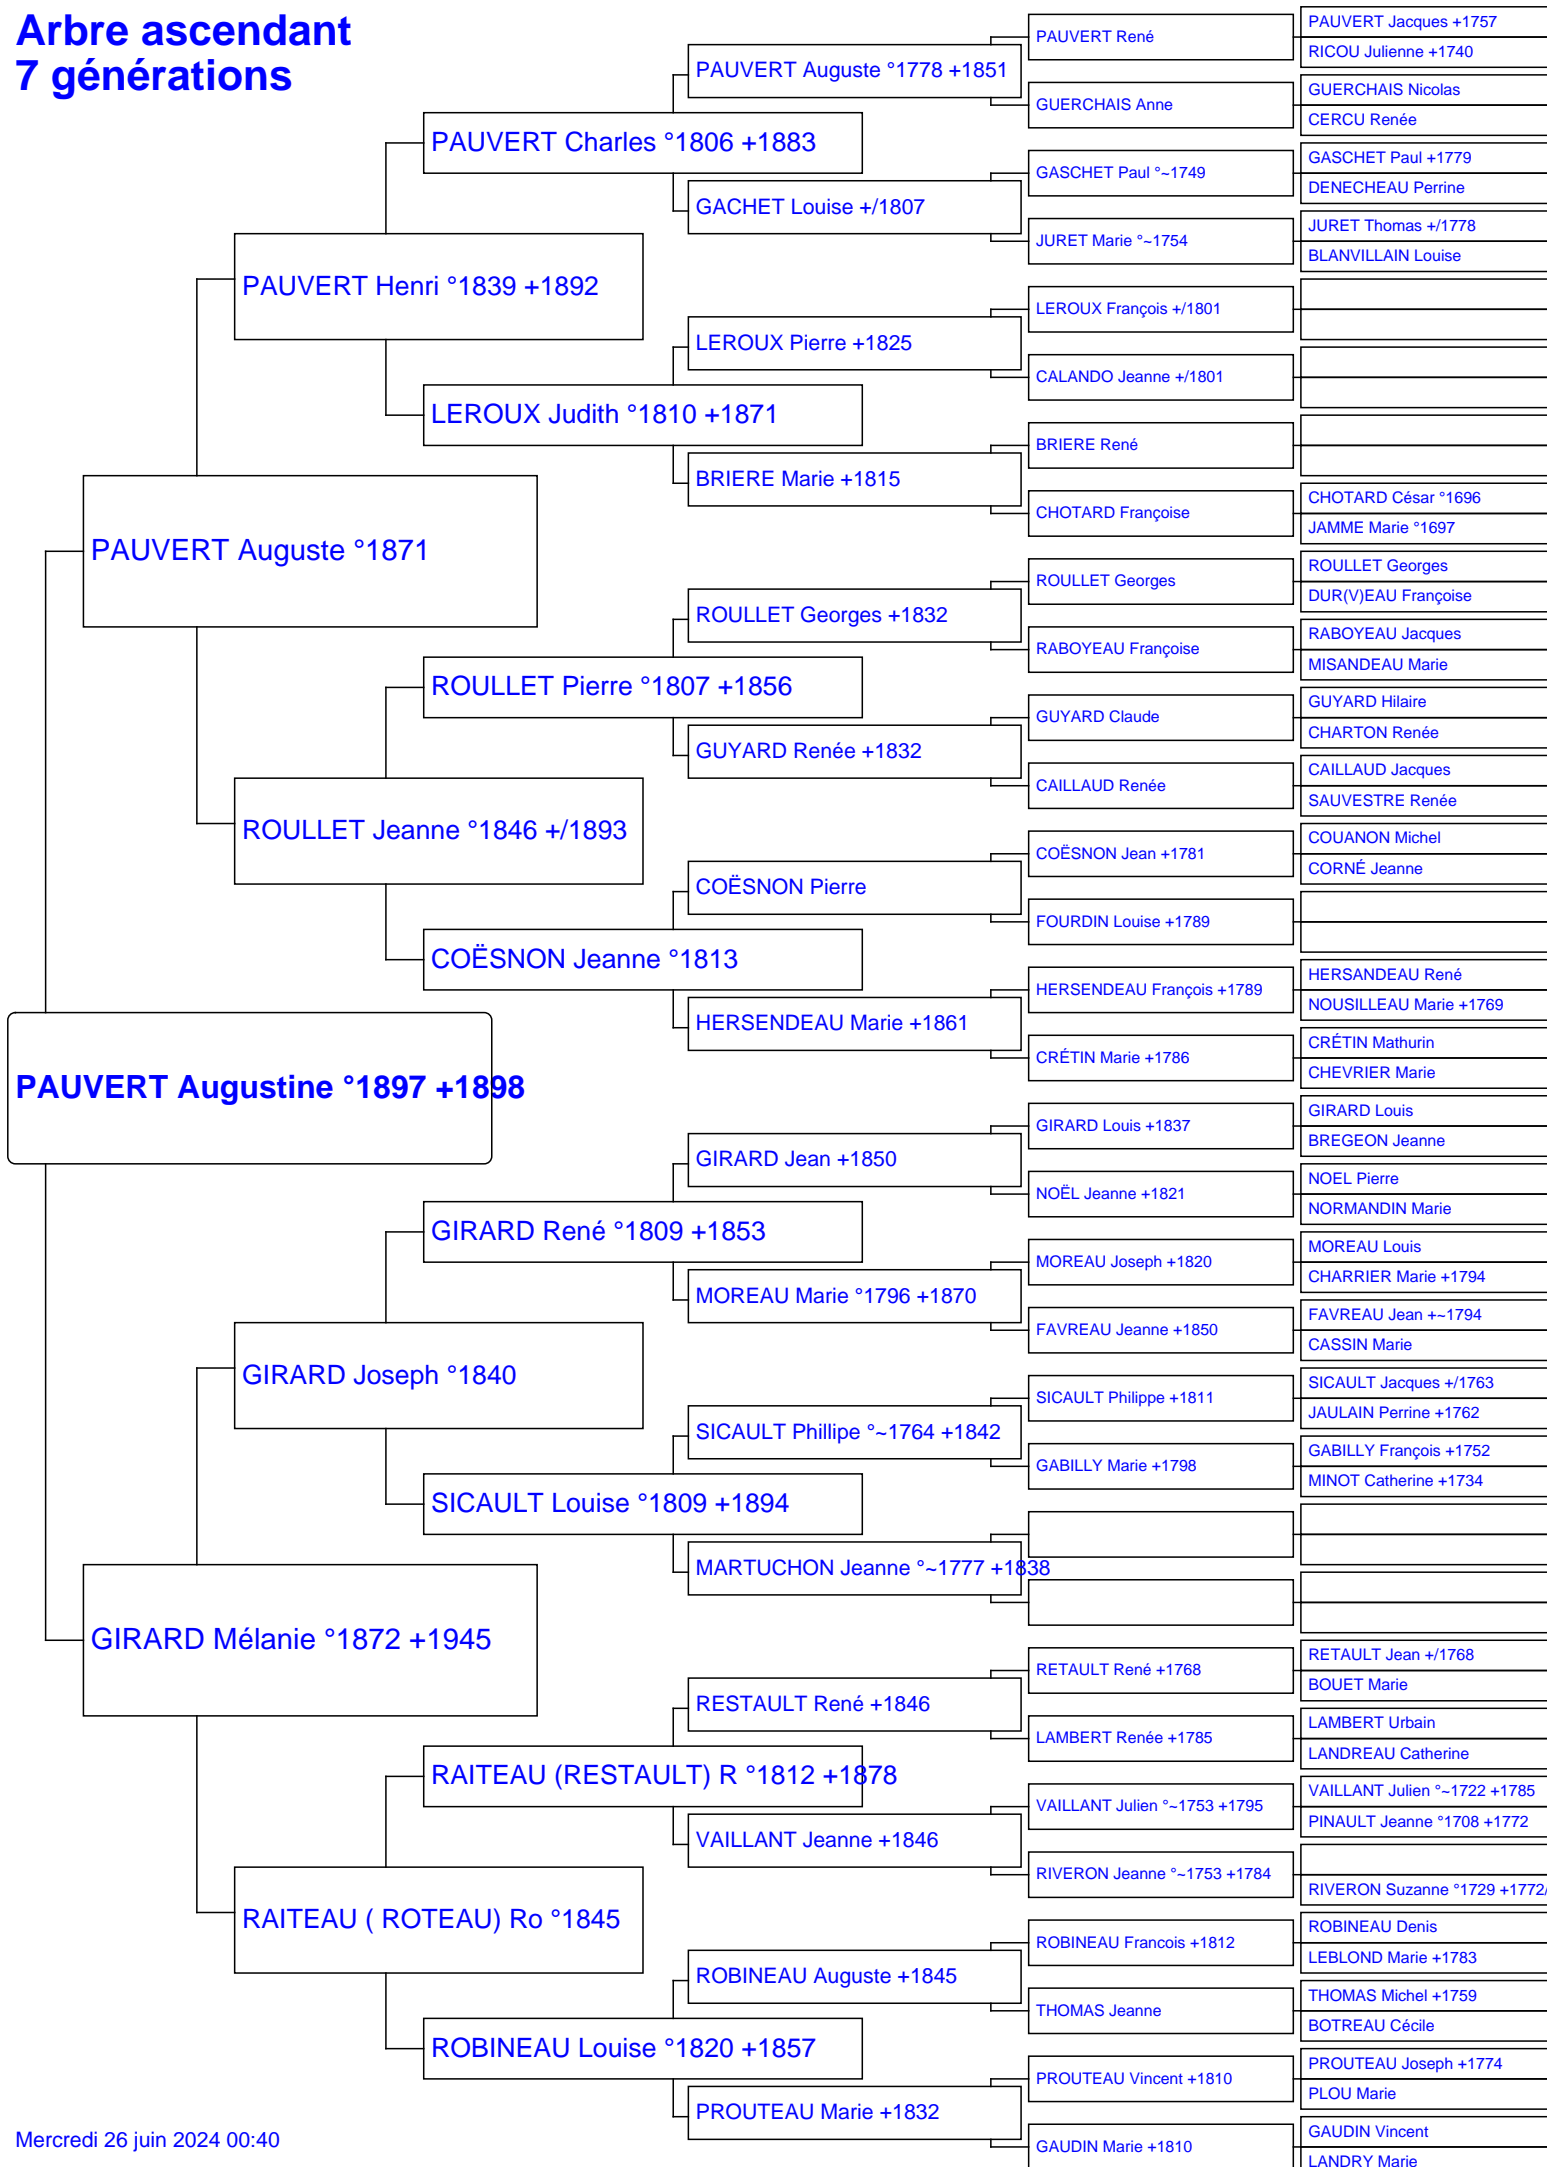 Arbre ascendant
7 générations
PAUVERT Augustine °1897 +1898
PAUVERT Auguste °1871
GIRARD Mélanie °1872 +1945
PAUVERT Henri °1839 +1892
ROULLET Jeanne °1846 +/1893
GIRARD Joseph °1840
RAITEAU ( ROTEAU) Ro °1845
PAUVERT Charles °1806 +1883
LEROUX Judith °1810 +1871
ROULLET Pierre °1807 +1856
COËSNON Jeanne °1813
GIRARD René °1809 +1853
SICAULT Louise °1809 +1894
RAITEAU (RESTAULT) R °1812 +1878
ROBINEAU Louise °1820 +1857
PAUVERT Auguste °1778 +1851
GACHET Louise +/1807
LEROUX Pierre +1825
BRIERE Marie +1815
ROULLET Georges +1832
GUYARD Renée +1832
COËSNON Pierre
HERSENDEAU Marie +1861
GIRARD Jean +1850
MOREAU Marie °1796 +1870
SICAULT Phillipe °~1764 +1842
MARTUCHON Jeanne °~1777 +1838
RESTAULT René +1846
VAILLANT Jeanne +1846
ROBINEAU Auguste +1845
PROUTEAU Marie +1832
PAUVERT René
GUERCHAIS Anne
GASCHET Paul °~1749
JURET Marie °~1754
LEROUX François +/1801
CALANDO Jeanne +/1801
BRIERE René
CHOTARD Françoise
ROULLET Georges
RABOYEAU Françoise
GUYARD Claude
CAILLAUD Renée
COËSNON Jean +1781
FOURDIN Louise +1789
HERSENDEAU François +1789
CRÉTIN Marie +1786
GIRARD Louis +1837
NOËL Jeanne +1821
MOREAU Joseph +1820
FAVREAU Jeanne +1850
SICAULT Philippe +1811
GABILLY Marie +1798
RETAULT René +1768
LAMBERT Renée +1785
VAILLANT Julien °~1753 +1795
RIVERON Jeanne °~1753 +1784
ROBINEAU Francois +1812
THOMAS Jeanne
PROUTEAU Vincent +1810
GAUDIN Marie +1810
PAUVERT Jacques +1757
RICOU Julienne +1740
GUERCHAIS Nicolas
CERCU Renée
GASCHET Paul +1779
DENECHEAU Perrine
JURET Thomas +/1778
BLANVILLAIN Louise
CHOTARD César °1696
JAMME Marie °1697
ROULLET Georges
DUR(V)EAU Françoise
RABOYEAU Jacques
MISANDEAU Marie
GUYARD Hilaire
CHARTON Renée
CAILLAUD Jacques
SAUVESTRE Renée
COUANON Michel
CORNÉ Jeanne
HERSANDEAU René
NOUSILLEAU Marie +1769
CRÉTIN Mathurin
CHEVRIER Marie
GIRARD Louis
BREGEON Jeanne
NOEL Pierre
NORMANDIN Marie
MOREAU Louis
CHARRIER Marie +1794
FAVREAU Jean +~1794
CASSIN Marie
SICAULT Jacques +/1763
JAULAIN Perrine +1762
GABILLY François +1752
MINOT Catherine +1734
RETAULT Jean +/1768
BOUET Marie
LAMBERT Urbain
LANDREAU Catherine
VAILLANT Julien °~1722 +1785
PINAULT Jeanne °1708 +1772
RIVERON Suzanne °1729 +1772/
ROBINEAU Denis
LEBLOND Marie +1783
THOMAS Michel +1759
BOTREAU Cécile
PROUTEAU Joseph +1774
PLOU Marie
GAUDIN Vincent
LANDRY Marie
Mercredi 26 juin 2024 00:40